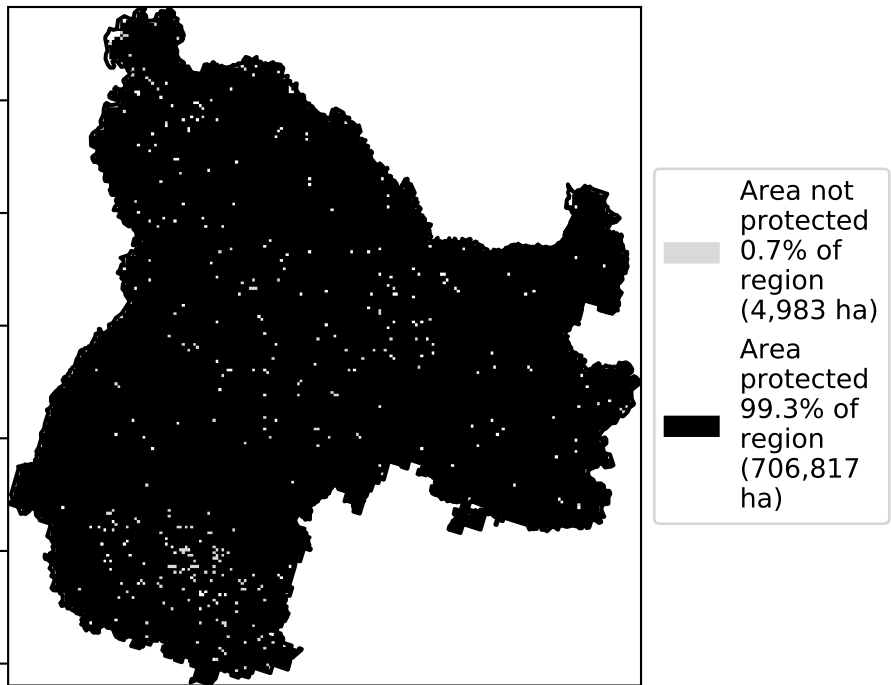 Area not
protected
0.7% of
region
(4,983 ha)
Area
protected
99.3% of
region
(706,817
ha)